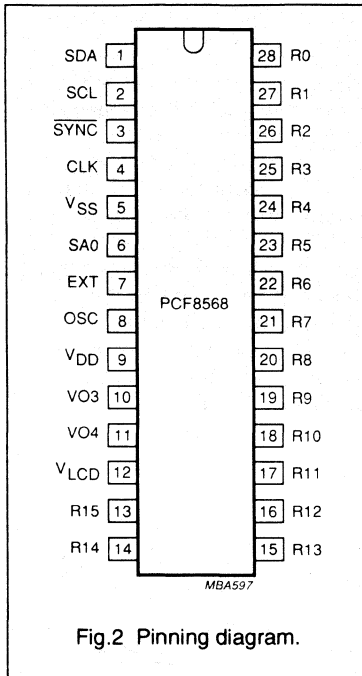 SDA 1 28 R0
SCL 2 27 R1
SYNC 3 26 R2
CLK 4 25 R3
VSS 5 24 R4
SA0 6 23 R5
EXT 7 22 R6
PCF8568
OSC 8 21 R7
VDD 9 20 R8
VO3 10 19 R9
VO4 11 18 R10
VLCD 12 17 R11
R15 13 16 R12
R14 14 15 R13
MBA597
Fig.2 Pinning diagram.